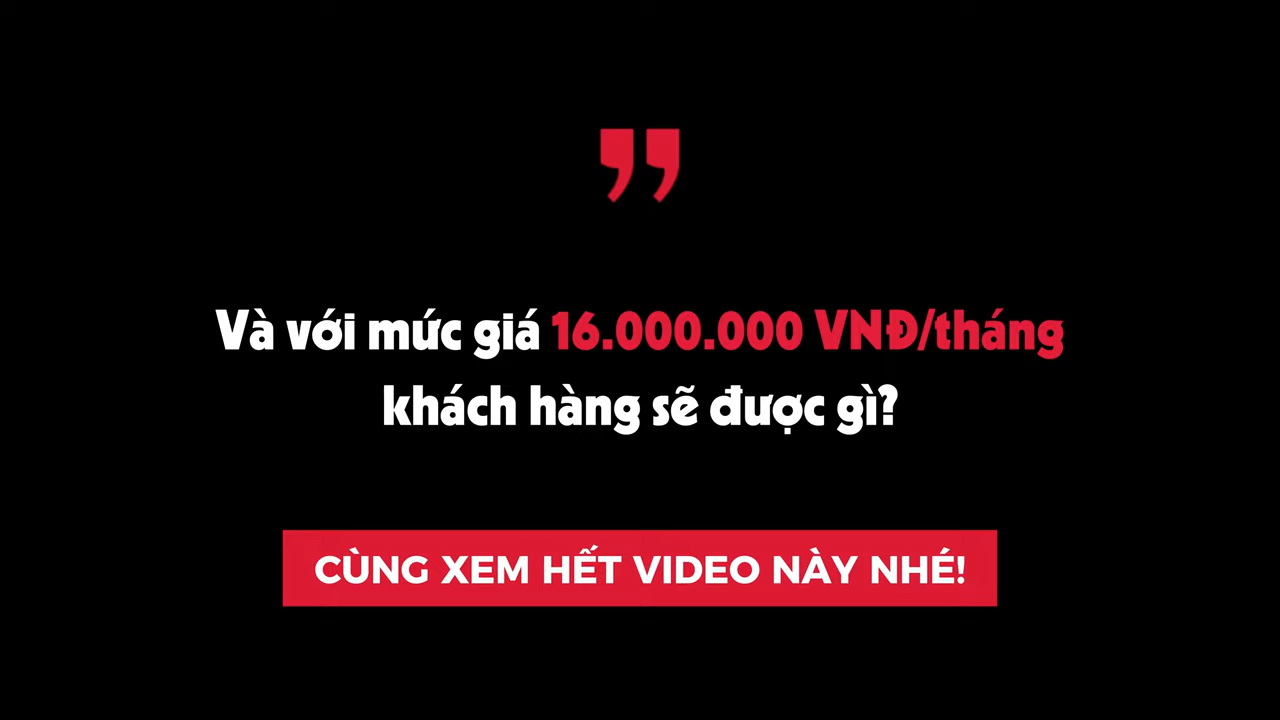 ”
Và với mức giá 16.000.000 VNĐ/tháng
khách hàng sẽ được gì?
CÙNG XEM HẾT VIDEO NÀY NHÉ!